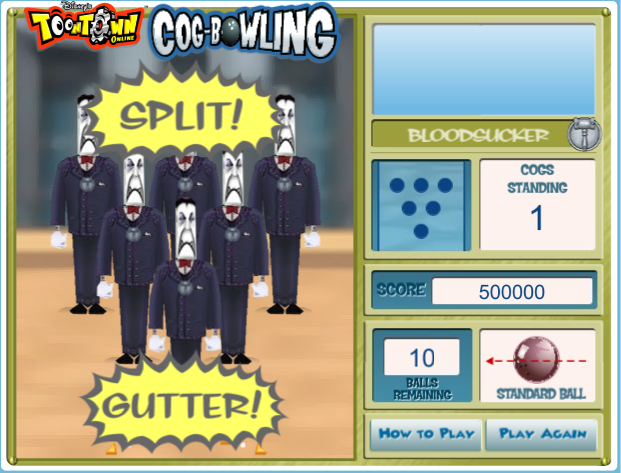 Disney's
TOONTOWN
ONLINE
COG-BOWLING
SPLIT!
GUTTER!
BLOODSUCKER
COGS
STANDING
1
SCORE 500000
10
BALLS
REMAINING
STANDARD BALL
HOW TO PLAY
PLAY AGAIN